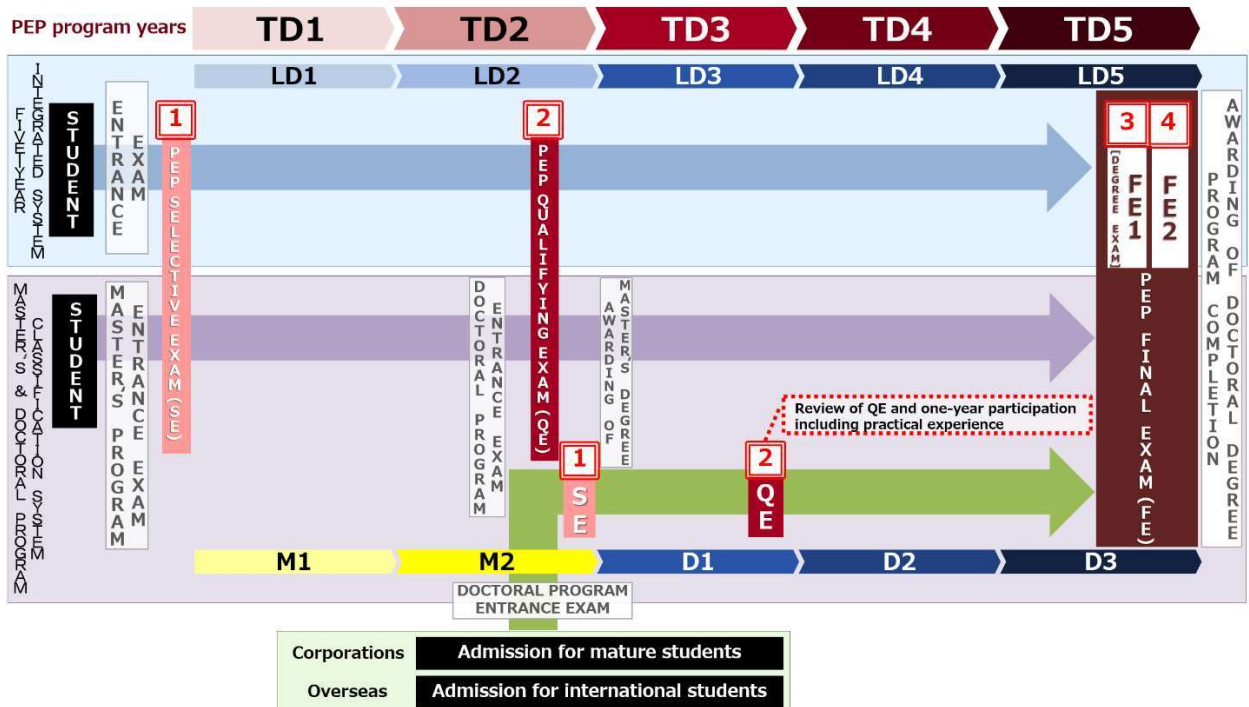 PEP program years
TD1
TD2
TD3
TD4
TD5
FIVETYEAR
INTEGRATED SYSTEM
STUDENT
ENTRANCE
EXAM
LD1
LD2
LD3
LD4
LD5
1
PEP SELECTIVE EXAM (SE)
2
PEP QUALIFYING EXAM (QE)
3
4
[DEGREE EXAM]
FE1
FE2
PEP FINAL EXAM (FE)
PROGRAM COMPLETION
AWARDING OF DOCTORAL DEGREE
MASTER'S & DOCTORAL PROGRAM
CLASSIFICATION SYSTEM
STUDENT
MASTER'S PROGRAM
ENTRANCE EXAM
DOCTORAL PROGRAM
ENTRANCE EXAM
AWARDING OF
MASTER'S DEGREE
Review of QE and one-year participation
including practical experience
1
SE
2
QE
M1
M2
D1
D2
D3
DOCTORAL PROGRAM
ENTRANCE EXAM
Corporations
Admission for mature students
Overseas
Admission for international students